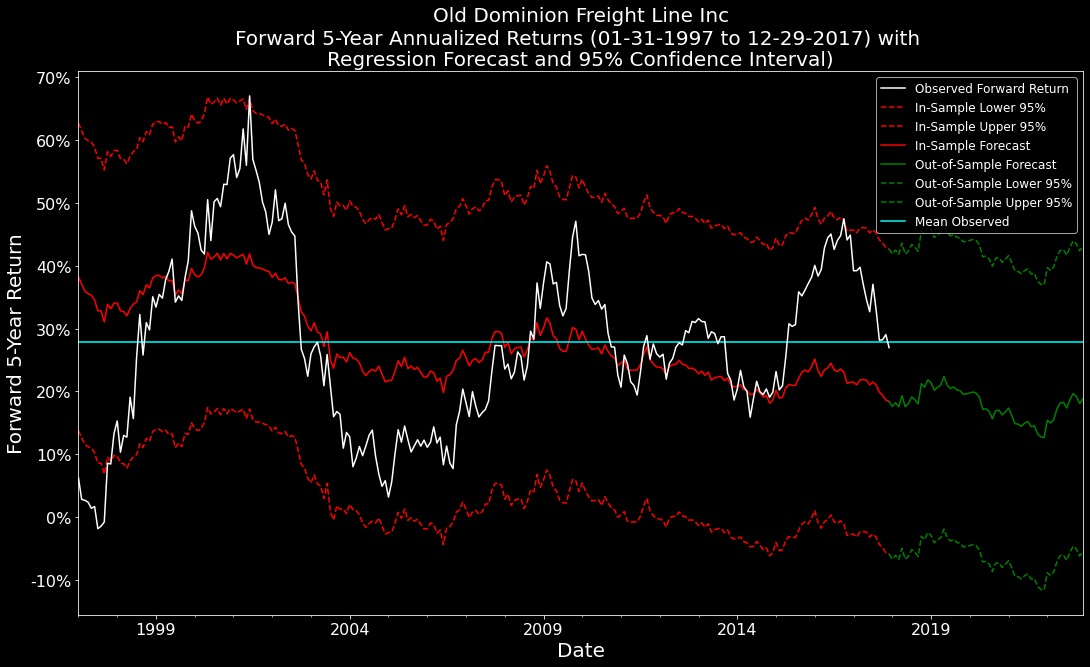 Old Dominion Freight Line Inc
Forward 5-Year Annualized Returns (01-31-1997 to 12-29-2017) with
Regression Forecast and 95% Confidence Interval)
Forward 5-Year Return
70%
60%
50%
40%
30%
20%
10%
0%
-10%
Observed Forward Return
In-Sample Lower 95%
In-Sample Upper 95%
In-Sample Forecast
Out-of-Sample Forecast
Out-of-Sample Lower 95%
Out-of-Sample Upper 95%
Mean Observed
1999
2004
2009
2014
2019
Date